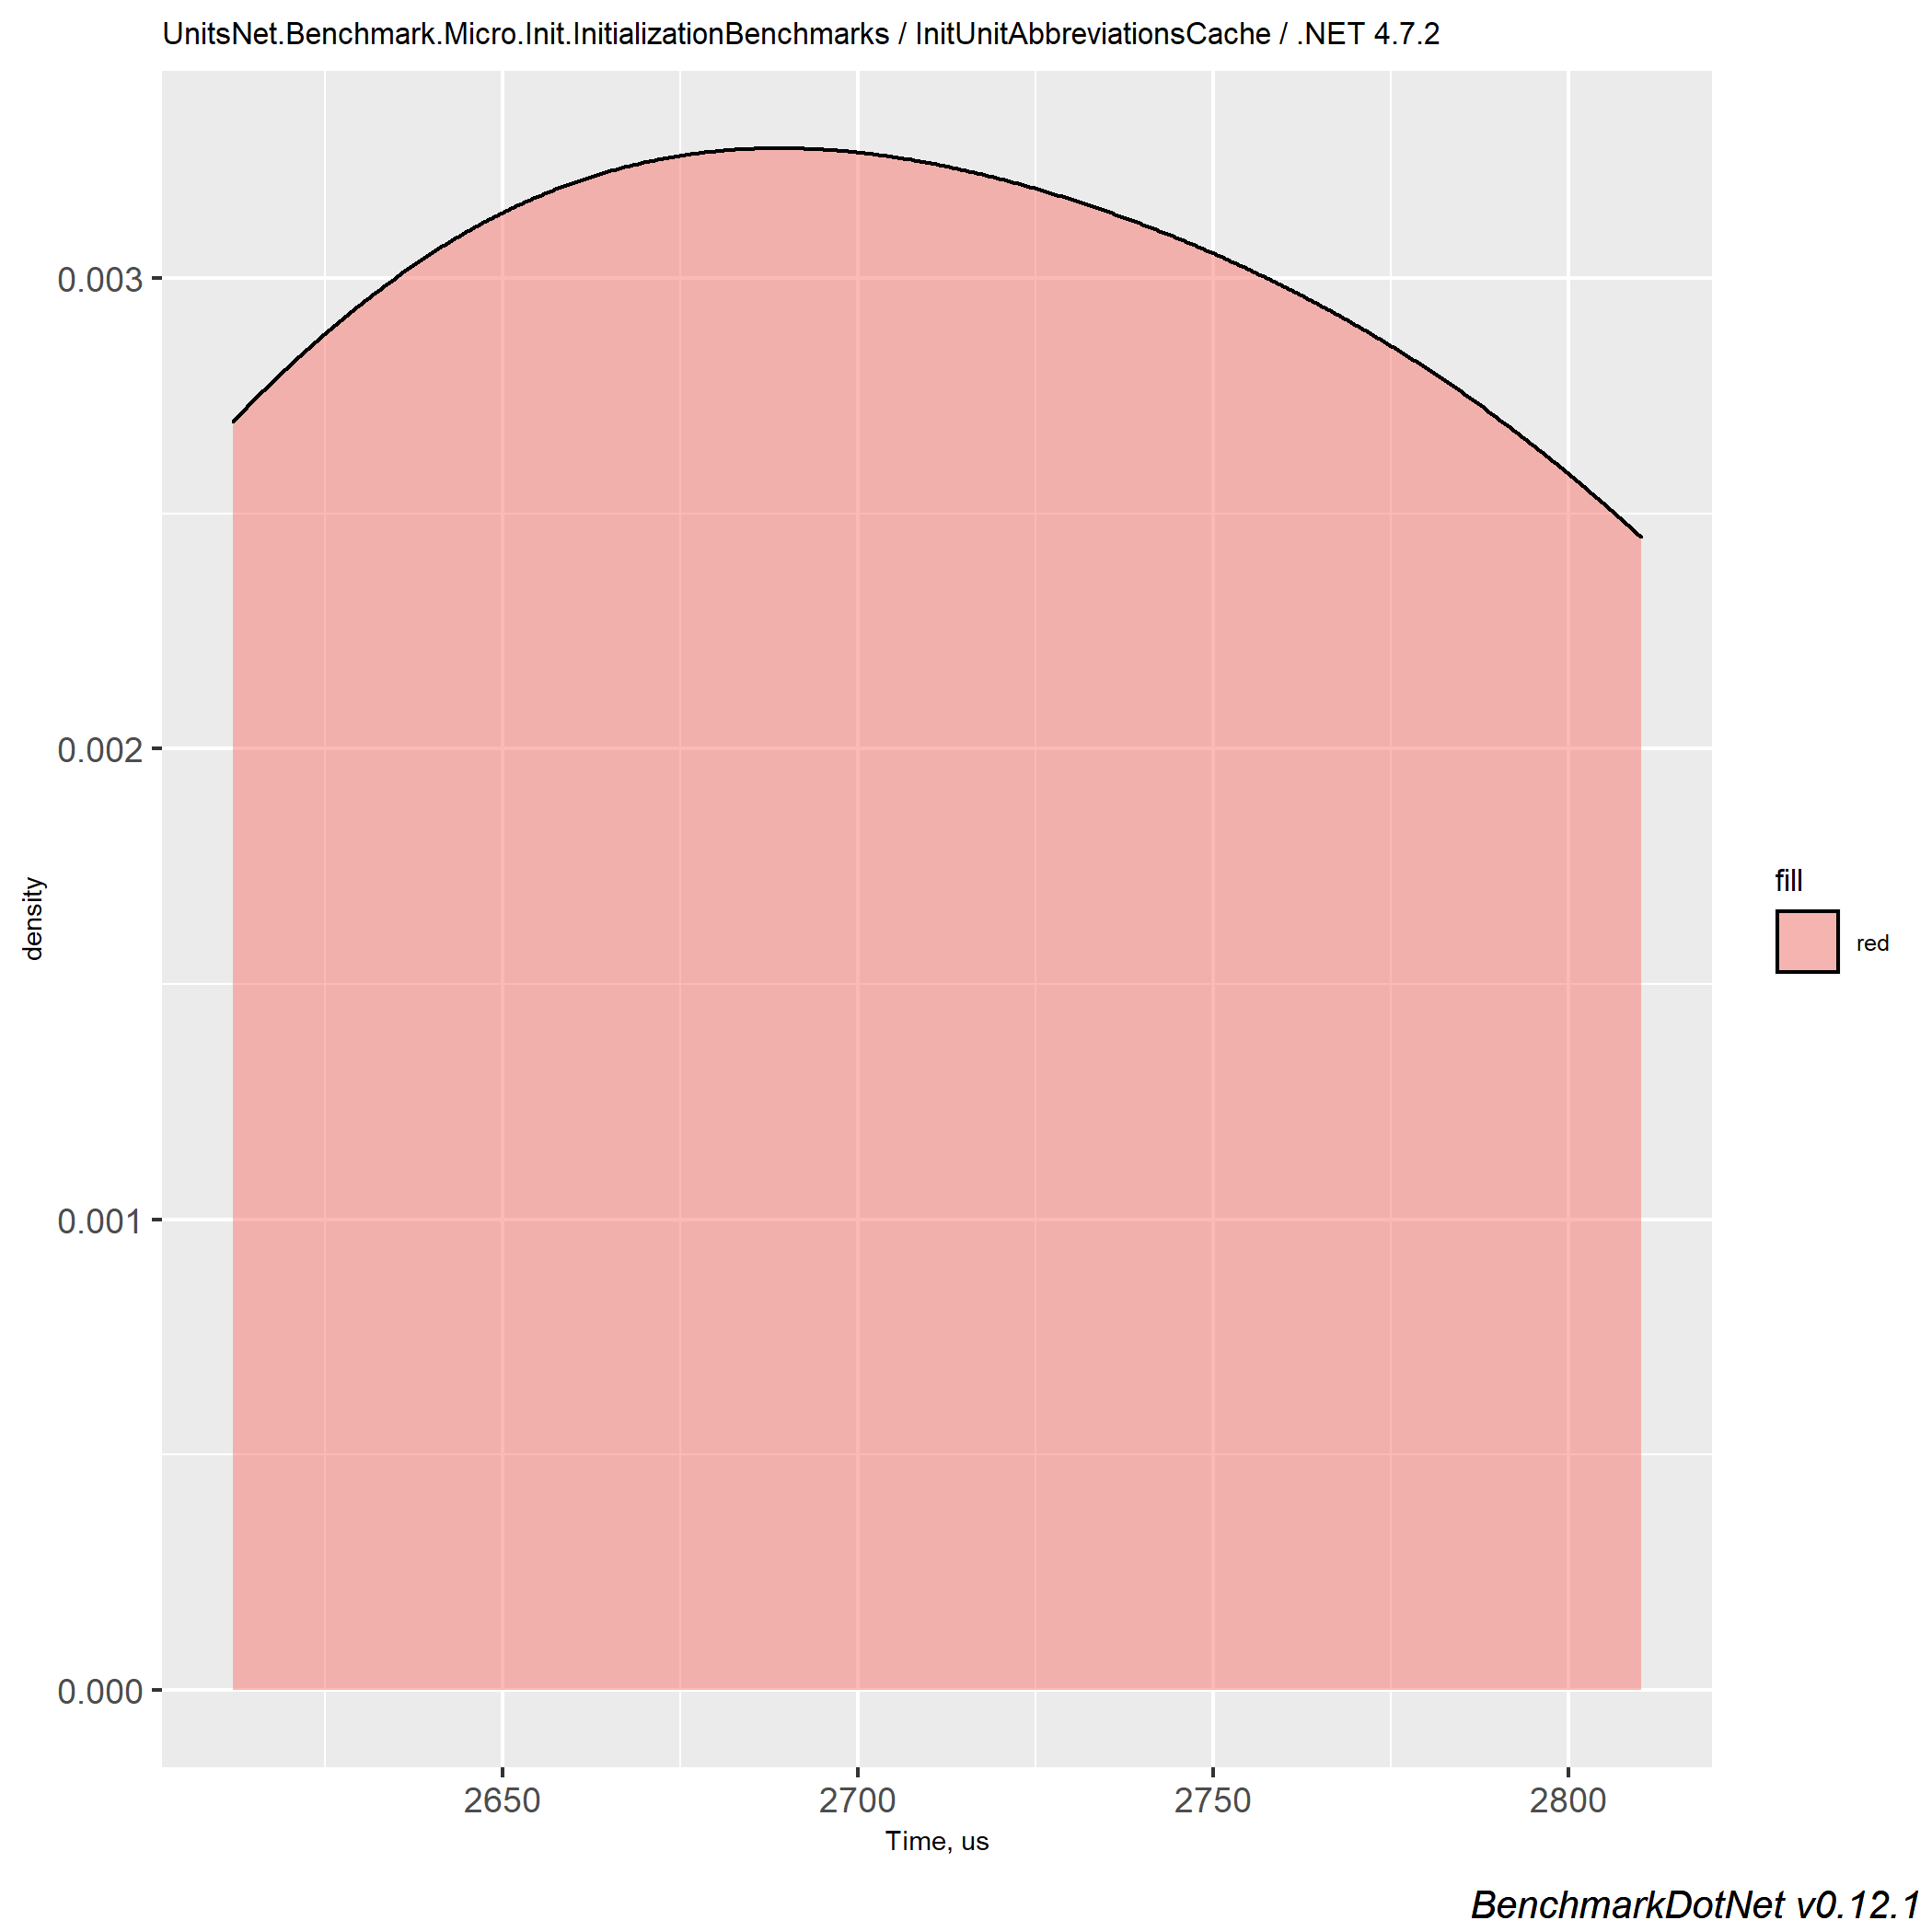 UnitsNet.Benchmark.Micro.Init.InitializationBenchmarks / InitUnitAbbreviationsCache / .NET 4.7.2
0.003
0.002
0.001
0.000
density
2650 2700 2750 2800
Time, us
fill
red
BenchmarkDotNet v0.12.1